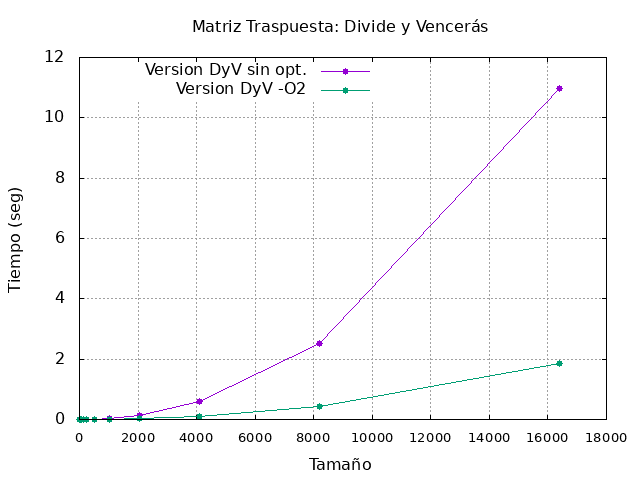 Matriz Traspuesta: Divide y Vencerás
Version DyV sin opt.
Version DyV -O2
12
10
8
6
4
2
0
Tiempo (seg)
0 2000 4000 6000 8000 10000 12000 14000 16000 18000
Tamaño